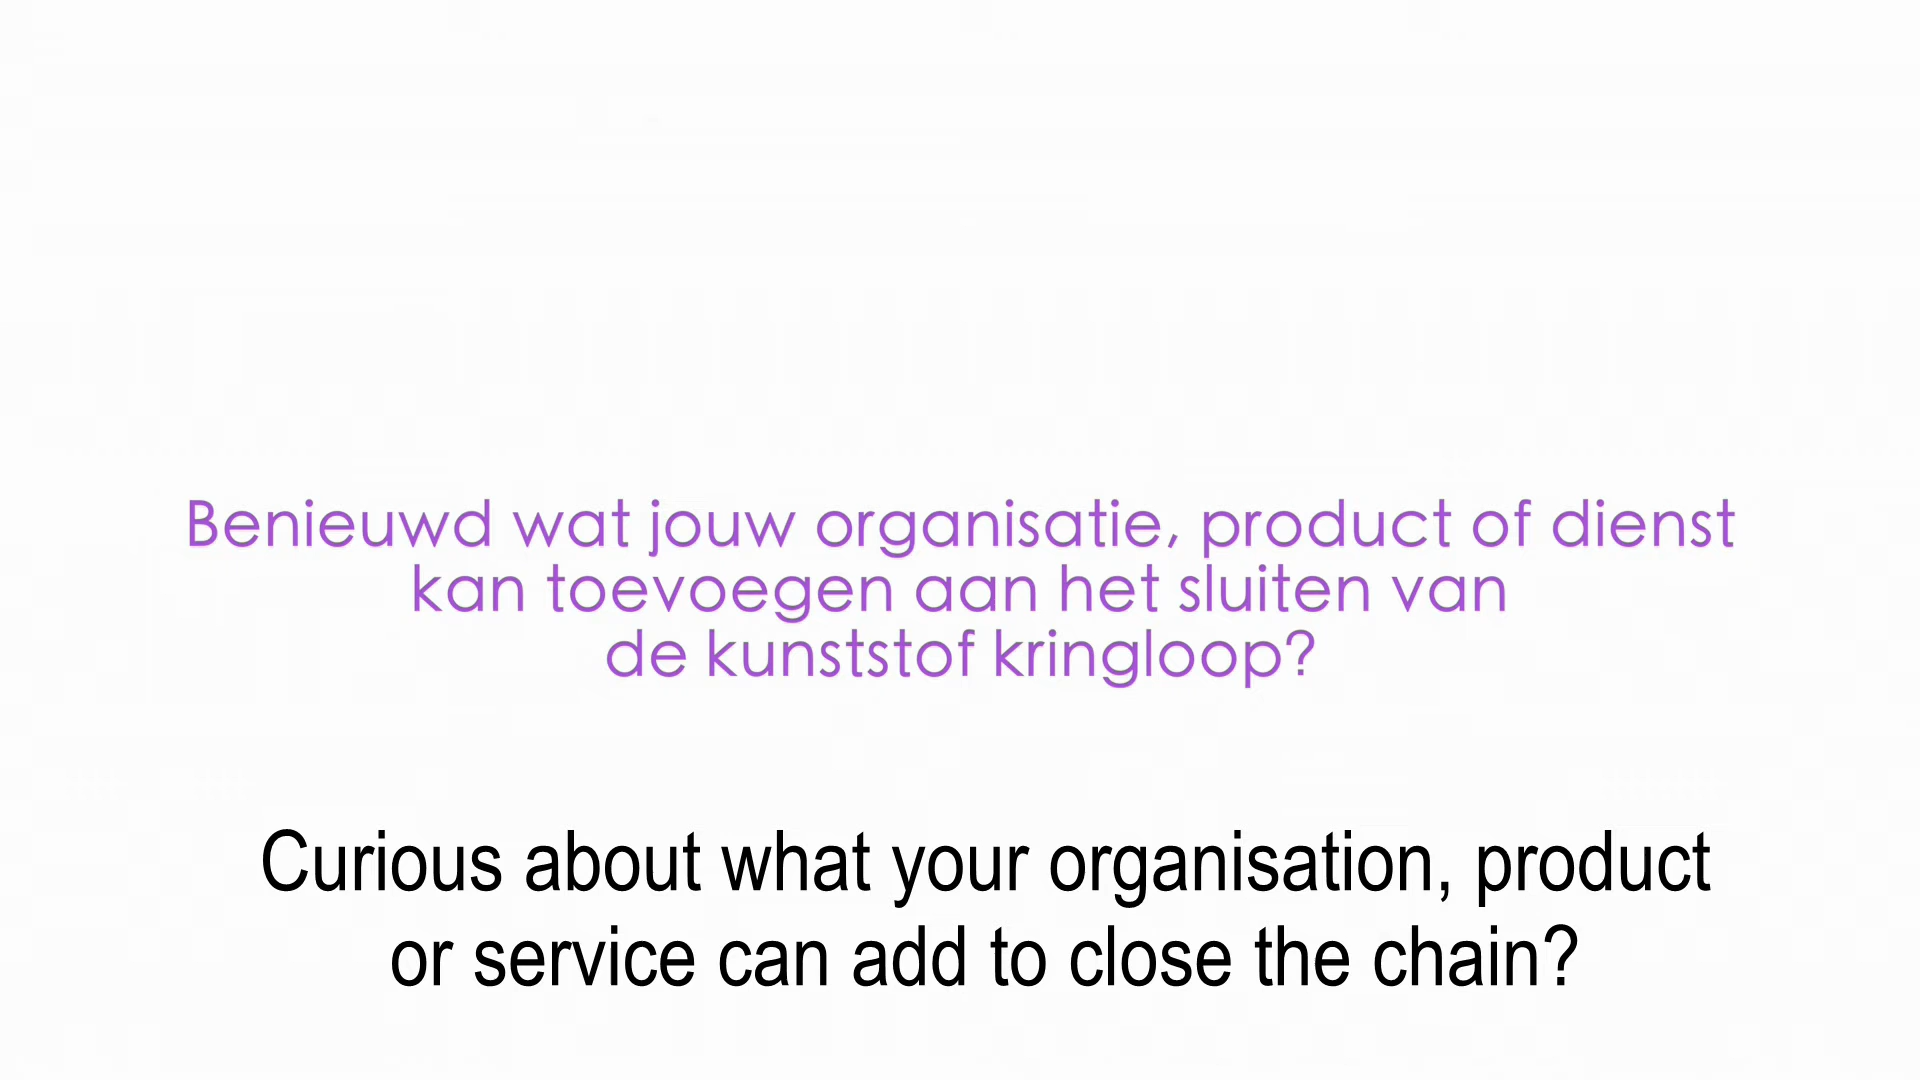 Benieuwd wat jouw organisatie, product of dienst
kan toevoegen aan het sluiten van
de kunststof kringloop?
Curious about what your organisation, product
or service can add to close the chain?